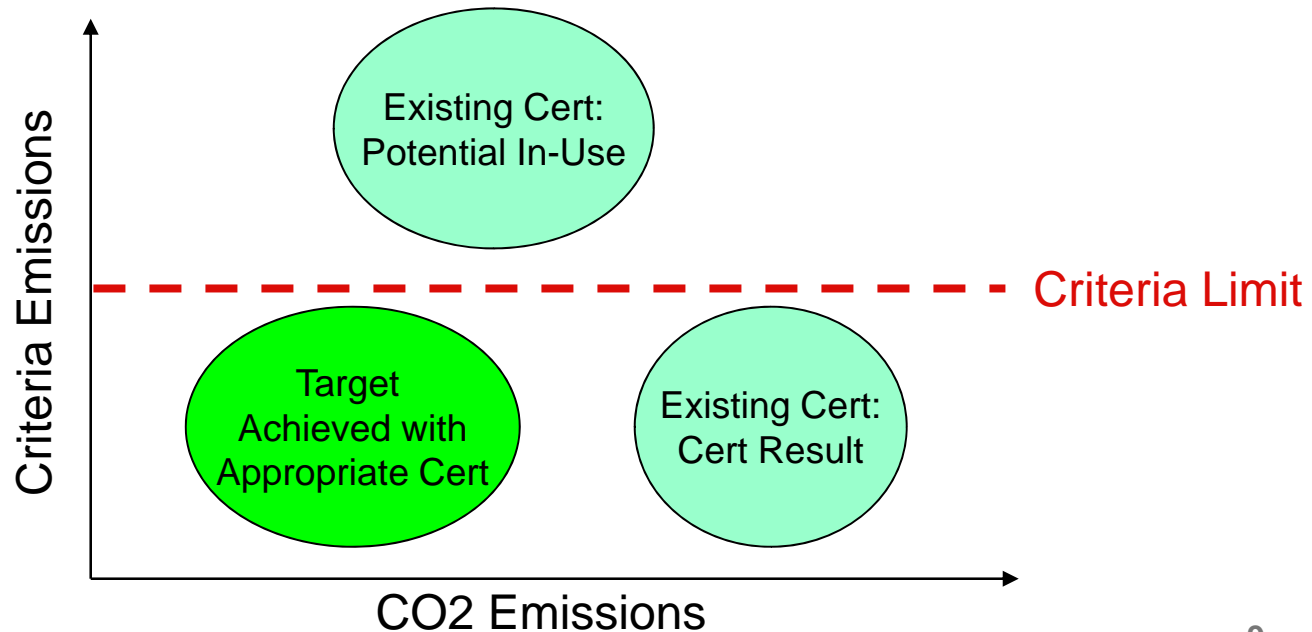 Existing Cert:
Potential In-Use
Criteria Emissions
Criteria Limit
Target
Achieved with
Appropriate Cert
Existing Cert:
Cert Result
CO2 Emissions